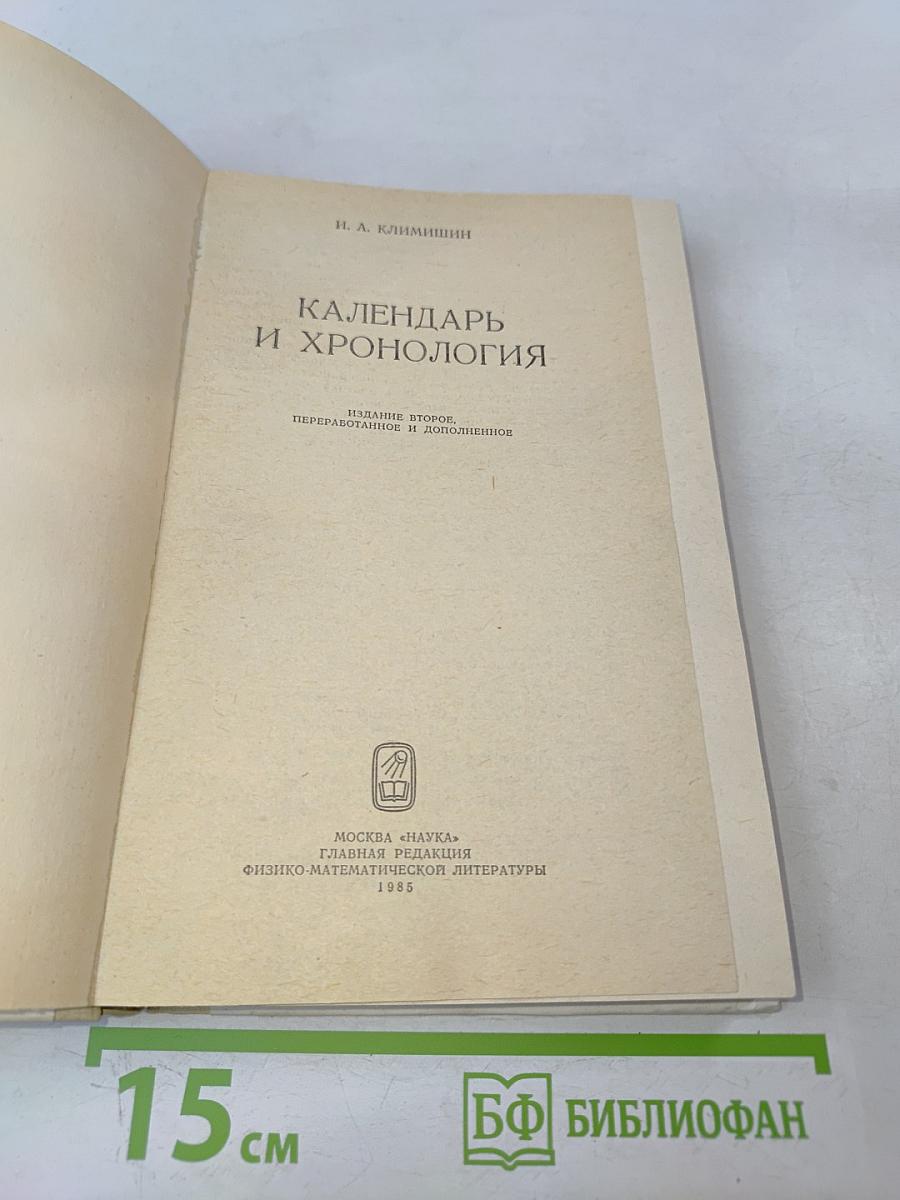 И. А. КЛИМИШИН
КАЛЕНДАРЬ
И ХРОНОЛОГИЯ
ИЗДАНИЕ ВТОРОЕ,
ПЕРЕРАБОТАННОЕ И ДОПОЛНЕННОЕ
МОСКВА «НАУКА»
ГЛАВНАЯ РЕДАКЦИЯ
ФИЗИКО-МАТЕМАТИЧЕСКОЙ ЛИТЕРАТУРЫ
1985
15 см
БФ БИБЛИОФАН